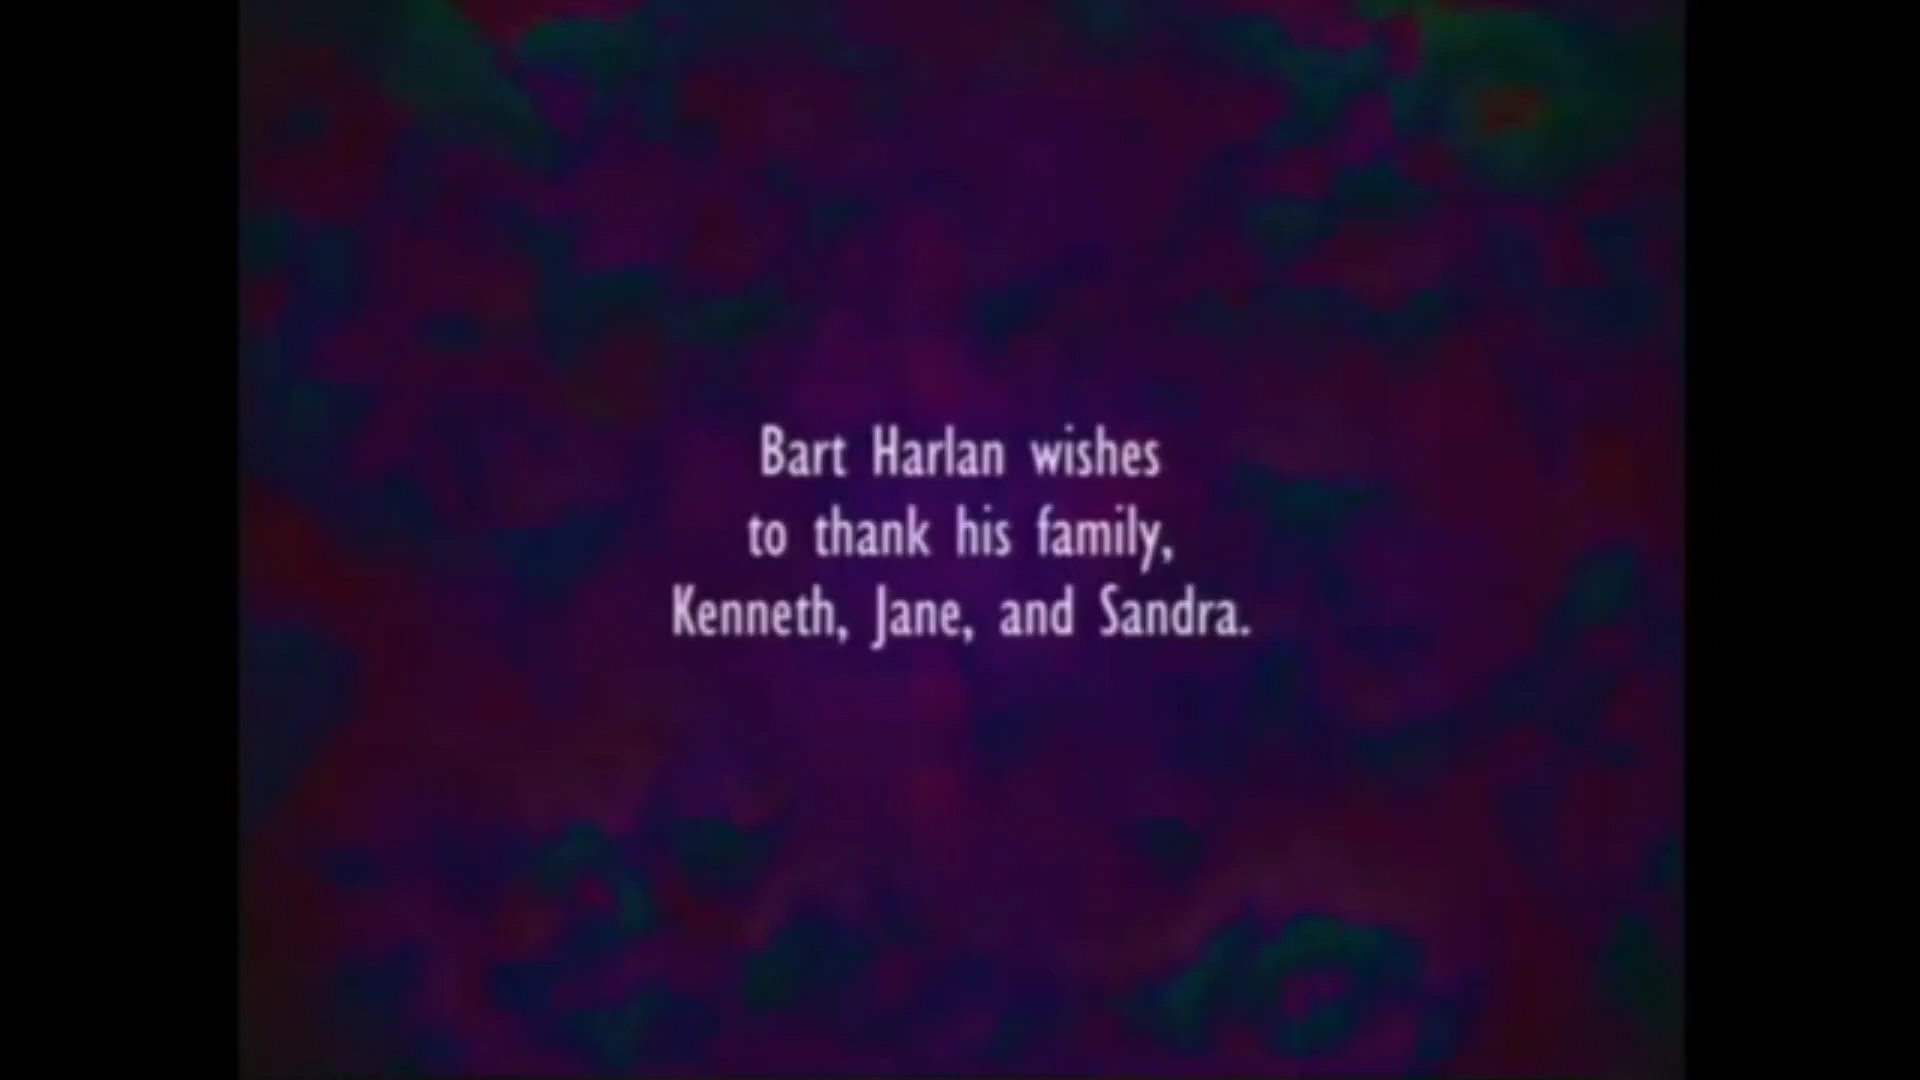 Bart Harlan wishes
to thank his family,
Kenneth, Jane, and Sandra.